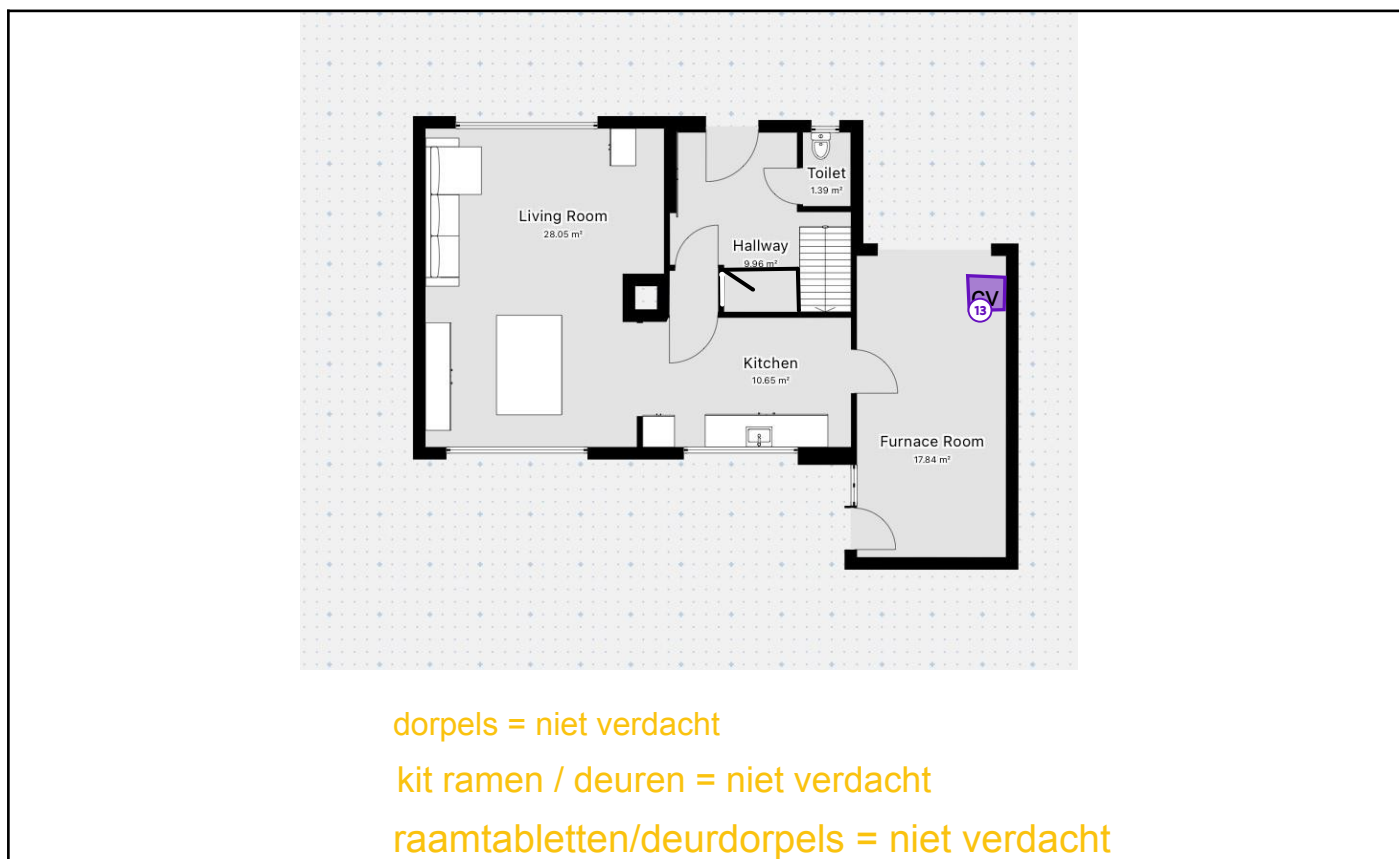 Toilet
1.39 m²
Living Room
28.05 m²
Hallway
9.96 m²
CV
13
Kitchen
10.65 m²
Furnace Room
17.84 m²
dorpels = niet verdacht
kit ramen / deuren = niet verdacht
raamtabletten/deurdorpels = niet verdacht